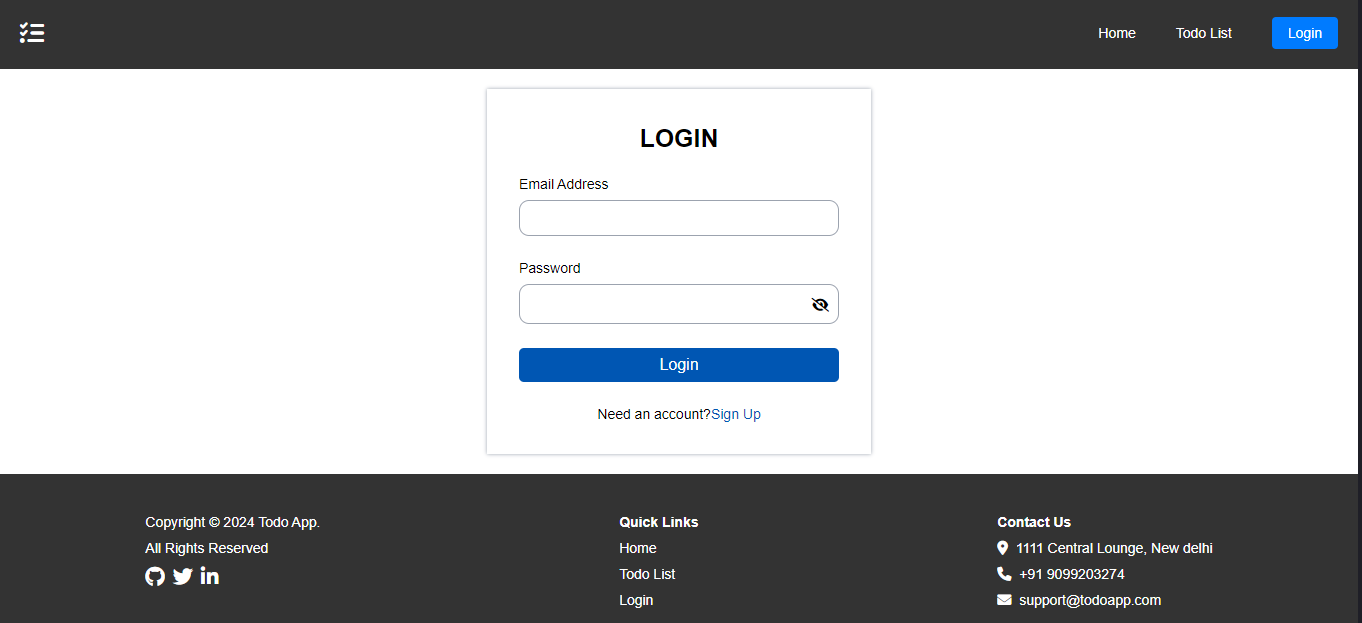 Home Todo List Login
LOGIN
Email Address
Password
Login
Need an account?Sign Up
Copyright © 2024 Todo App.
All Rights Reserved
Quick Links
Home
Todo List
Login
Contact Us
1111 Central Lounge, New delhi
+91 9099203274
support@todoapp.com